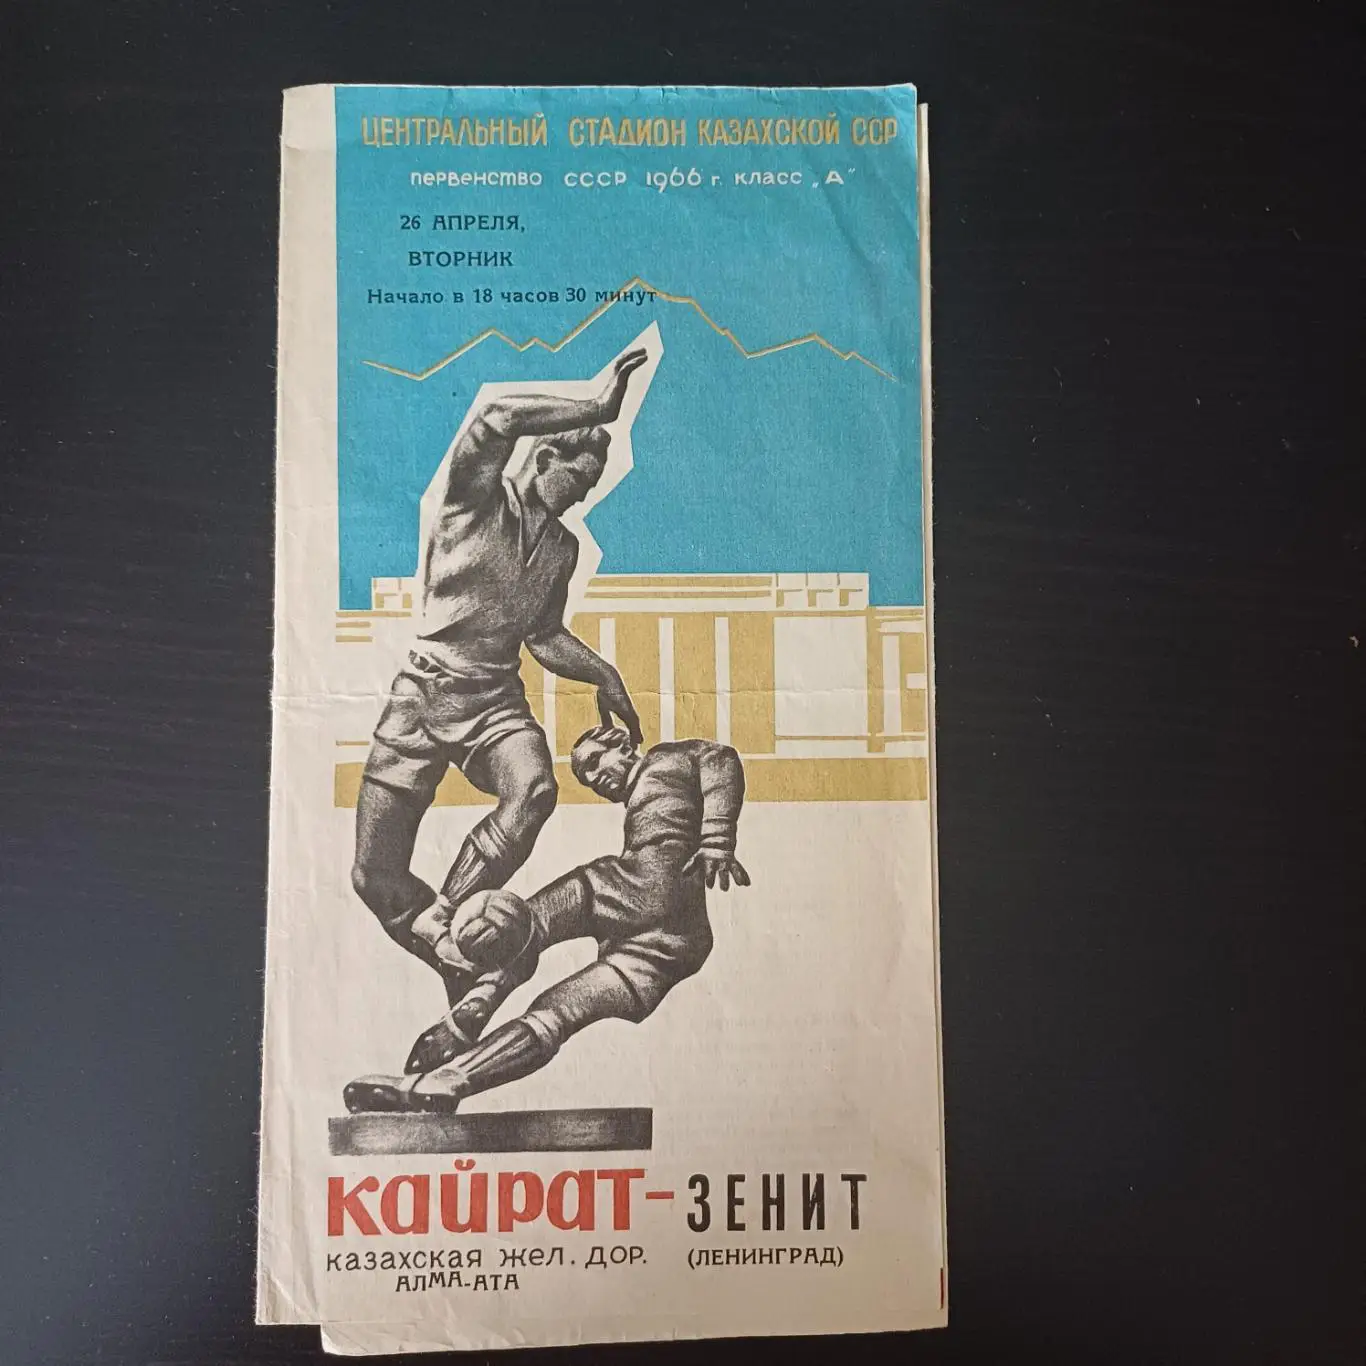 ЦЕНТРАЛЬНЫЙ СТАДИОН КАЗАХСКОЙ ССР
первенство СССР 1966 г. класс „А"
26 АПРЕЛЯ,
ВТОРНИК
Начало в 18 часов 30 минут
Кайрат - ЗЕНИТ
казахская жел. дор. (ЛЕНИНГРАД)
АЛМА-АТА